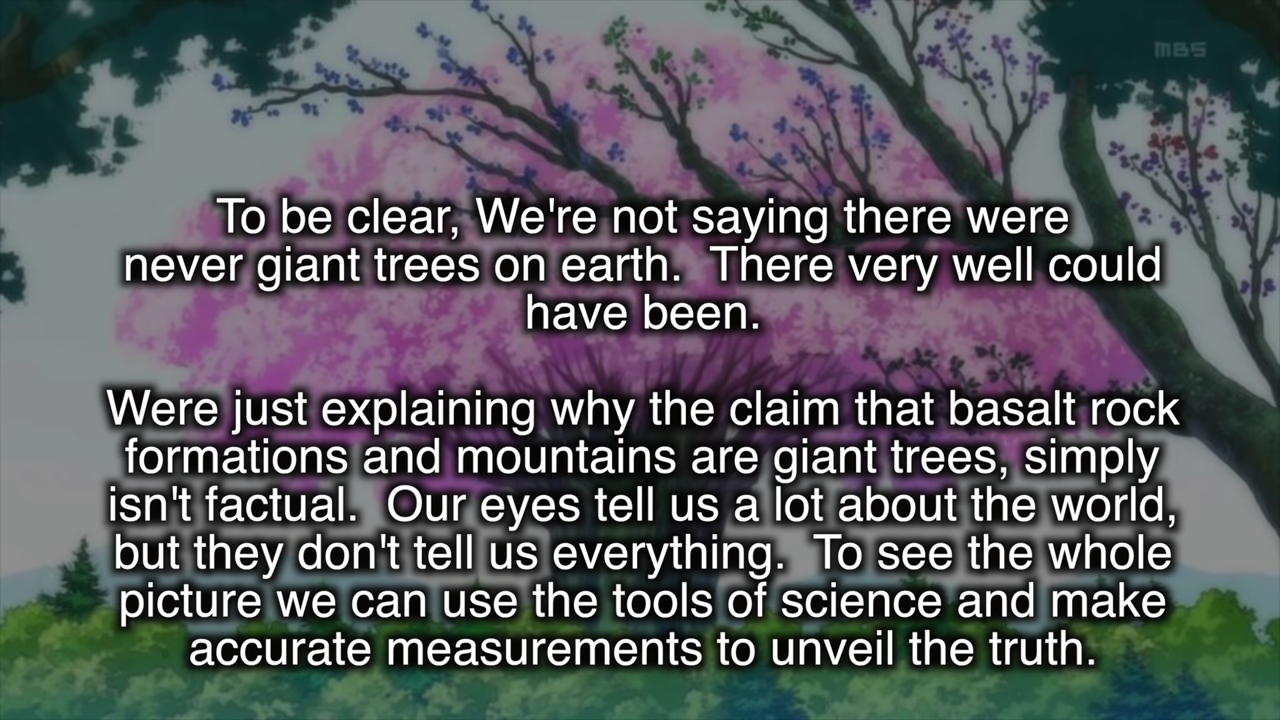 MBS
To be clear, We're not saying there were
never giant trees on earth.  There very well could
have been.
Were just explaining why the claim that basalt rock
formations and mountains are giant trees, simply
isn't factual.  Our eyes tell us a lot about the world,
but they don't tell us everything.  To see the whole
picture we can use the tools of science and make
accurate measurements to unveil the truth.